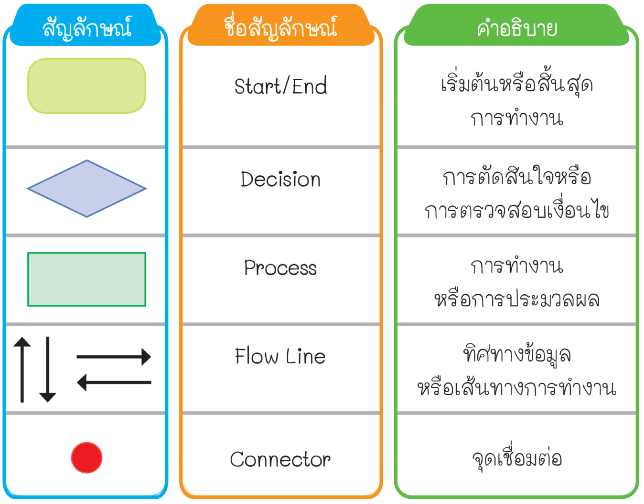 สัญลักษณ์
ชื่อสัญลักษณ์
คำอธิบาย
Start/End
เริ่มต้นหรือสิ้นสุด
การทำงาน
Decision
การตัดสินใจหรือ
การตรวจสอบเงื่อนไข
Process
การทำงาน
หรือการประมวลผล
Flow Line
ทิศทางข้อมูล
หรือเส้นทางการทำงาน
Connector
จุดเชื่อมต่อ